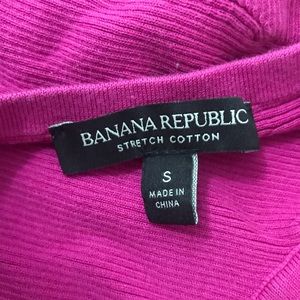 BANANA REPUBLIC
STRETCH COTTON
S
MADE IN
CHINA